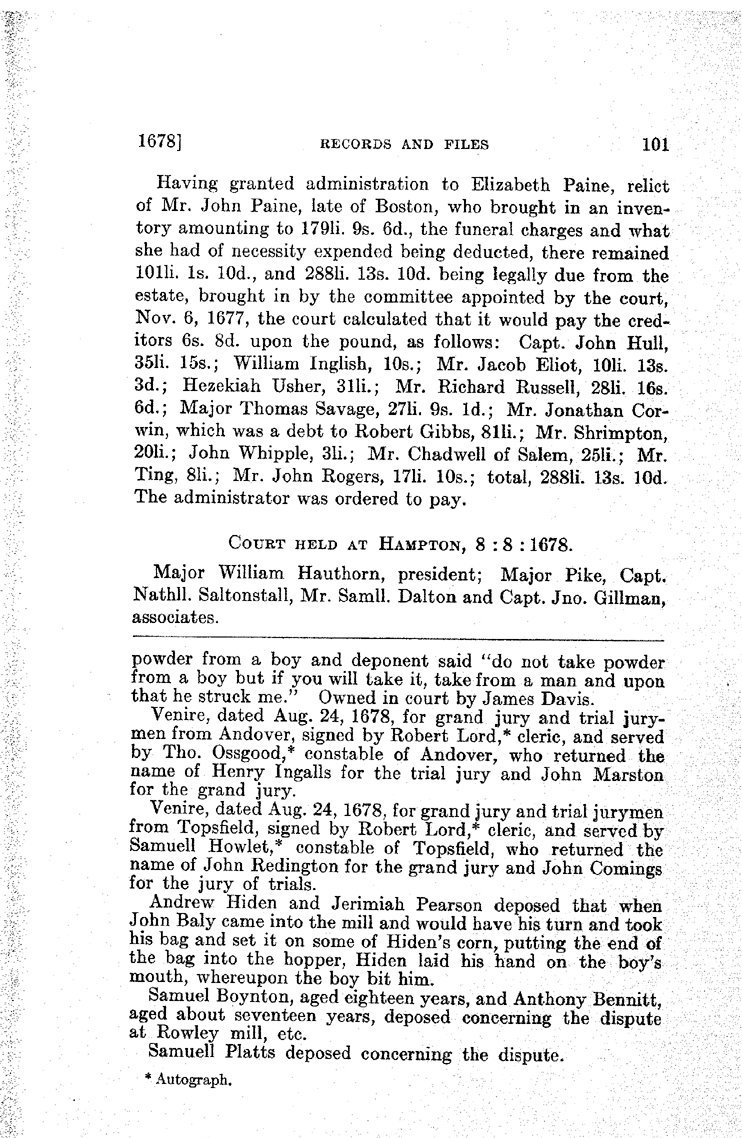 1678] RECORDS AND FILES 101
Having granted administration to Elizabeth Paine, relict
of Mr. John Paine, late of Boston, who brought in an inven-
tory amounting to 179li. 9s. 6d., the funeral charges and what
she had of necessity expended being deducted, there remained
101li. 1s. 10d., and 288li. 13s. 10d. being legally due from the
estate, brought in by the committee appointed by the court,
Nov. 6, 1677, the court calculated that it would pay the cred-
itors 6s. 8d. upon the pound, as follows: Capt. John Hull,
35li. 15s.; William Inglish, 10s.; Mr. Jacob Eliot, 10li. 13s.
3d.; Hezekiah Usher, 31li.; Mr. Richard Russell, 28li. 16s.
6d.; Major Thomas Savage, 27li. 9s. 1d.; Mr. Jonathan Cor-
win, which was a debt to Robert Gibbs, 81li.; Mr. Shrimpton,
20li.; John Whipple, 3li.; Mr. Chadwell of Salem, 25li.; Mr.
Ting, 8li.; Mr. John Rogers, 17li. 10s.; total, 288li. 13s. 10d.
The administrator was ordered to pay.
COURT HELD AT HAMPTON, 8 : 8 : 1678.
Major William Hauthorn, president; Major Pike, Capt.
Nathll. Saltonstall, Mr. Samll. Dalton and Capt. Jno. Gillman,
associates.
powder from a boy and deponent said "do not take powder
from a boy but if you will take it, take from a man and upon
that he struck me." Owned in court by James Davis.
Venire, dated Aug. 24, 1678, for grand jury and trial jury-
men from Andover, signed by Robert Lord,* cleric, and served
by Tho. Ossgood,* constable of Andover, who returned the
name of Henry Ingalls for the trial jury and John Marston
for the grand jury.
Venire, dated Aug. 24, 1678, for grand jury and trial jurymen
from Topsfield, signed by Robert Lord,* cleric, and served by
Samuell Howlet,* constable of Topsfield, who returned the
name of John Redington for the grand jury and John Comings
for the jury of trials.
Andrew Hiden and Jerimiah Pearson deposed that when
John Baly came into the mill and would have his turn and took
his bag and set it on some of Hiden's corn, putting the end of
the bag into the hopper, Hiden laid his hand on the boy's
mouth, whereupon the boy bit him.
Samuel Boynton, aged eighteen years, and Anthony Bennitt,
aged about seventeen years, deposed concerning the dispute
at Rowley mill, etc.
Samuell Platts deposed concerning the dispute.
* Autograph.